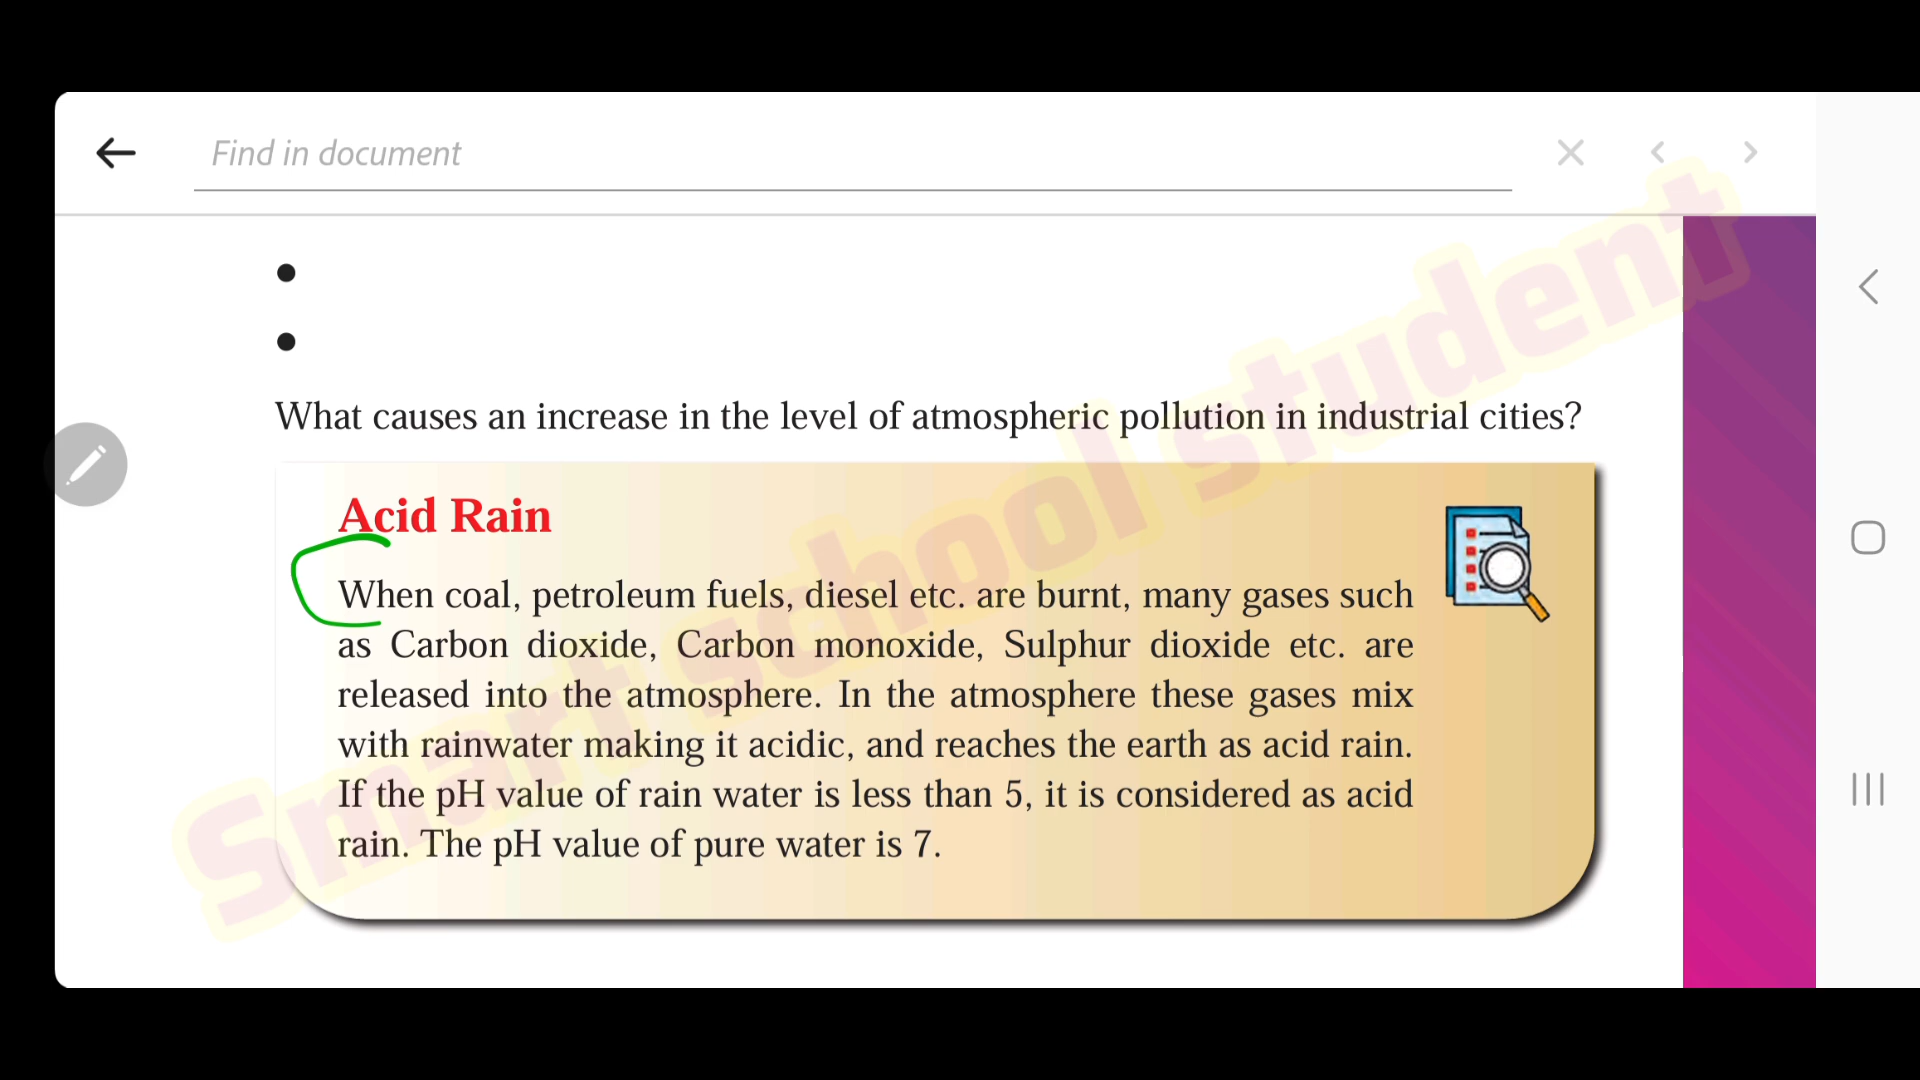 Find in document
•
•
What causes an increase in the level of atmospheric pollution in industrial cities?
Acid Rain
When coal, petroleum fuels, diesel etc. are burnt, many gases such
as Carbon dioxide, Carbon monoxide, Sulphur dioxide etc. are
released into the atmosphere. In the atmosphere these gases mix
with rainwater making it acidic, and reaches the earth as acid rain.
If the pH value of rain water is less than 5, it is considered as acid
rain. The pH value of pure water is 7.
Smart school student